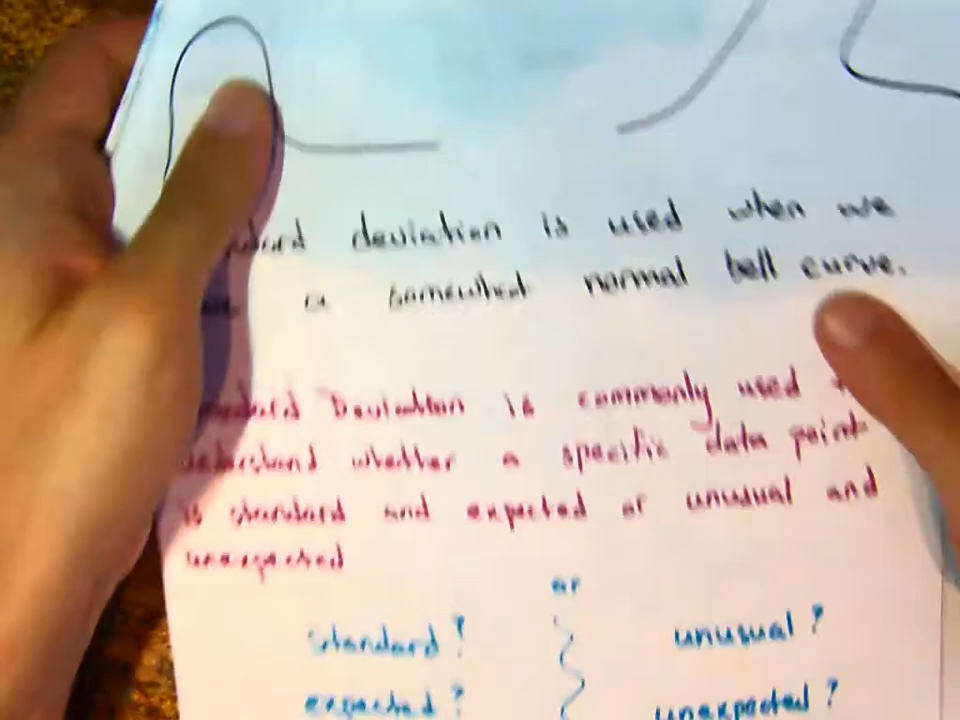 deviation is used when we
a somewhat normal bell curve.
Deviation is commonly used
understand whether a specific data point
is standard and expected or unusual and
unexpected
or
standard? unusual?
expected? unexpected?